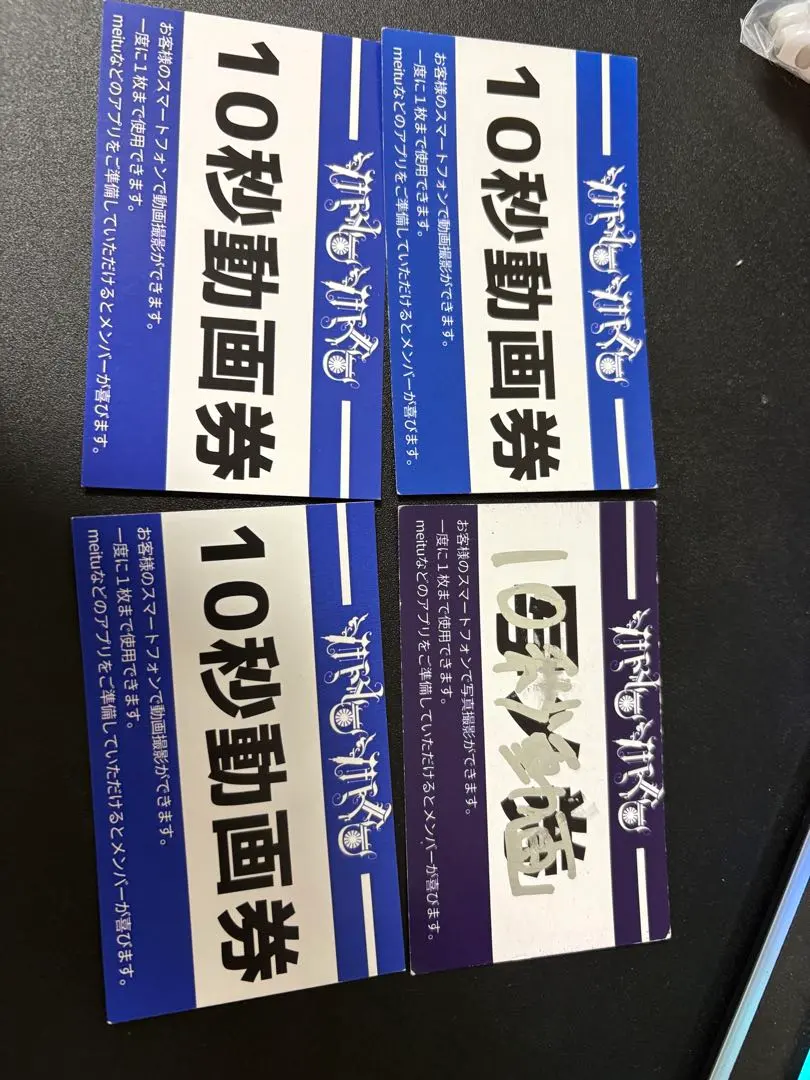 10秒動画券
お客様のスマートフォンで動画撮影ができます。
一度に1枚まで使用できます。
meituなどのアプリをご準備していただけるとメンバーが喜びます。
10秒動画
お客様のスマートフォンで写真撮影ができます。
一度に1枚まで使用できます。
meituなどのアプリをご準備していただけるとメンバーが喜びます。
10秒動画券
お客様のスマートフォンで動画撮影ができます。
一度に1枚まで使用できます。
meituなどのアプリをご準備していただけるとメンバーが喜びます。
10秒動画券
お客様のスマートフォンで動画撮影ができます。
一度に1枚まで使用できます。
meituなどのアプリをご準備していただけるとメンバーが喜びます。